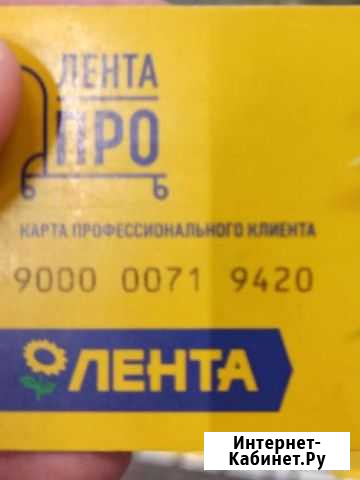 ЛЕНТА
ПРО
КАРТА ПРОФЕССИОНАЛЬНОГО КЛИЕНТА
9000 0071 9420
ЛЕНТА
Интернет-
Кабинет.Ру